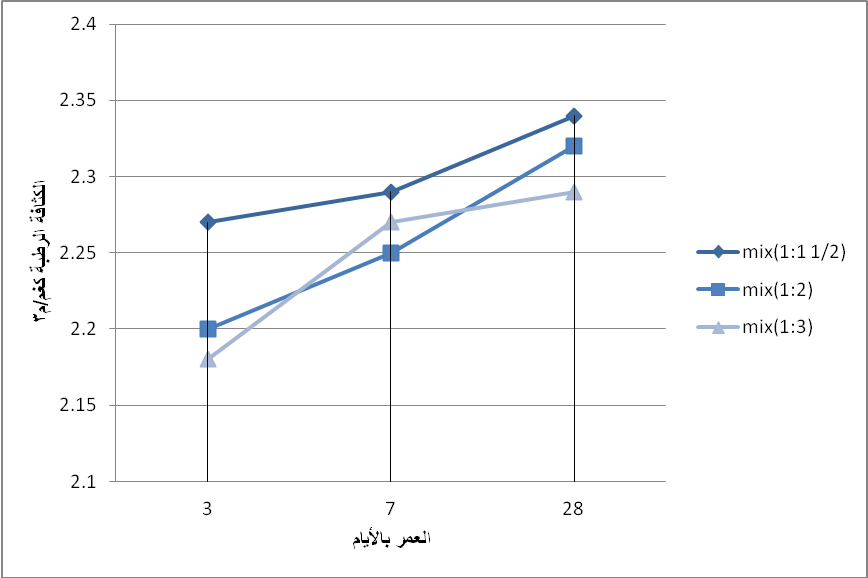 2.4
2.35
2.3
2.25
2.2
2.15
2.1
الكثافة الرطبة كغم/م٣
3 7 28
العمر بالأيام
mix(1:1 1/2)
mix(1:2)
mix(1:3)